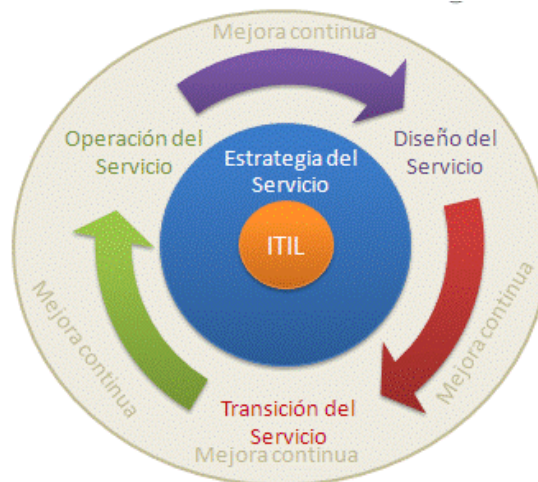 Mejora continua
Operación del
Servicio
Estrategia del
Servicio
Diseño del
Servicio
ITIL
Mejora continua
Mejora continua
Transición del
Servicio
Mejora continua